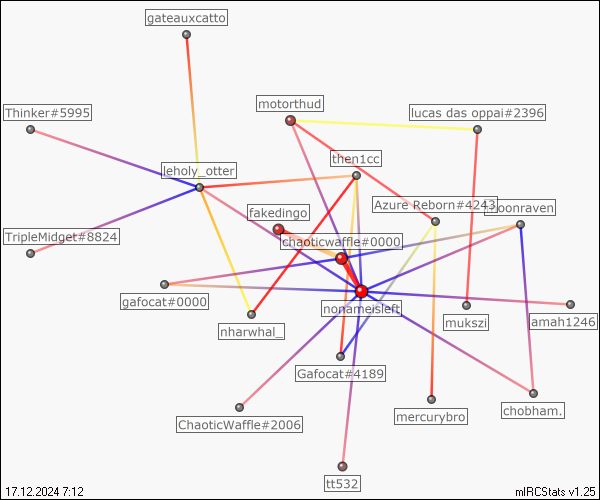 gateauxcatto
Thinker#5995
motorthud
lucas das oppai#2396
then1cc
leholy_otter
fakedingo
Azure Reborn#4243
moonraven
TripleMidget#8824
chaoticwaffle#0000
gafocat#0000
nonameisleft
nharwhal_
mukszi
amah1246
Gafocat#4189
ChaoticWaffle#2006
mercurybro
chobham.
tt532
17.12.2024 7:12
mIRCStats v1.25